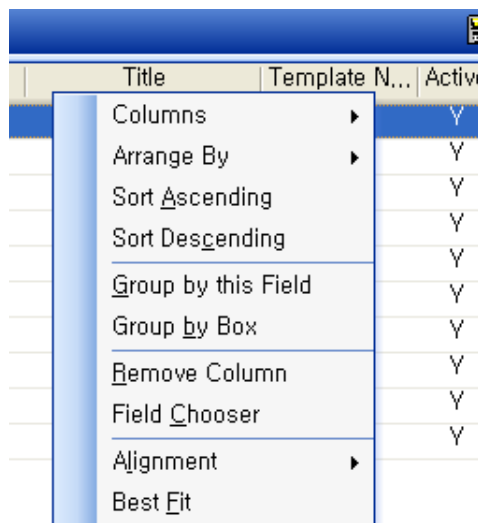 Title Template N... Active
Columns
Y
Arrange By
Y
Sort Ascending
Y
Sort Descending
Y
Y
Group by this Field
Y
Group by Box
Y
Remove Column
Y
Field Chooser
Y
Y
Alignment
Best Fit